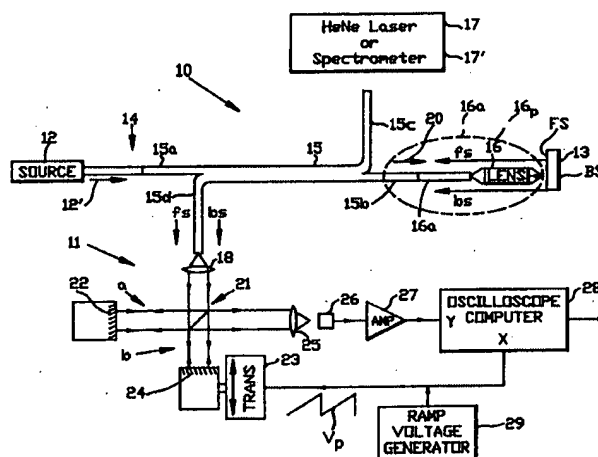 HeNe Laser
or
Spectrometer
17
17'
10
12
14
SOURCE
12'
15a
15
15c
15d
16a
16p
FS
20
fs
16
13
LENS
BS
15b
16a
bs
fs
bs
11
18
22
a
21
26
27
28
AMP
Y
OSCILLOSCOPE
COMPUTER
X
25
b
23
24
TRANS
Vp
RAMP
VOLTAGE
GENERATOR
29